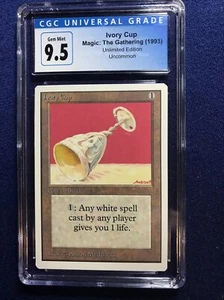 CGC UNIVERSAL GRADE
Gem Mint
9.5
Ivory Cup
Magic: The Gathering (1993)
Unlimited Edition
Uncommon
Ivory Cup
1
1: Any white spell
cast by any player
gives you 1 life.